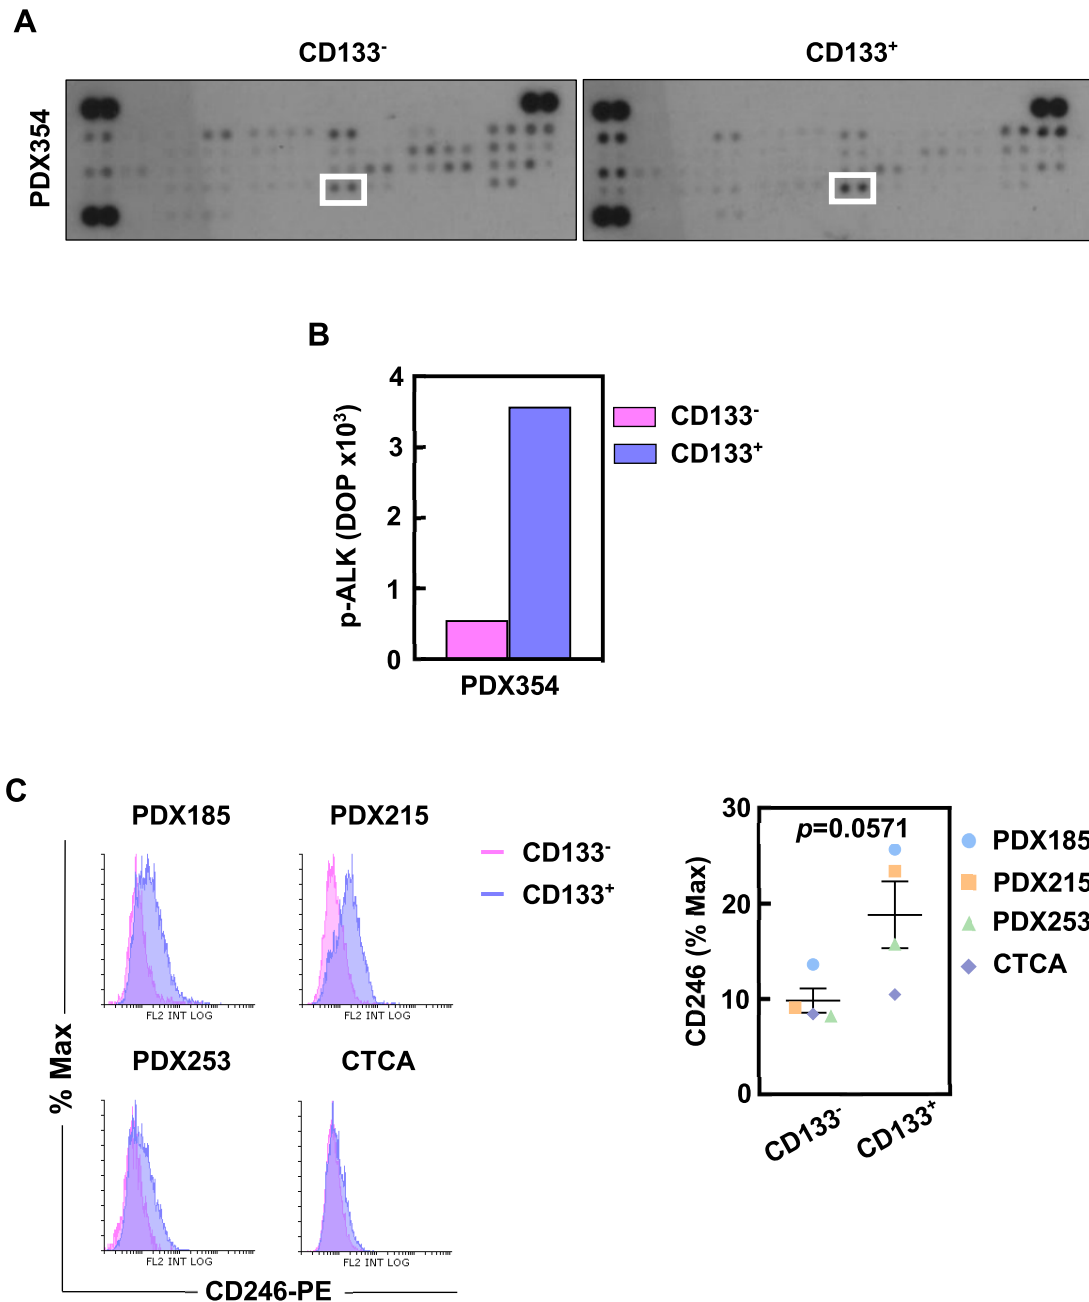 A
CD133⁻
CD133⁺
PDX354
B
4
3
2
1
0
p-ALK (DOP x10³)
CD133⁻
CD133⁺
PDX354
C
PDX185
PDX215
CD133⁻
CD133⁺
FL2 INT LOG
FL2 INT LOG
PDX253
CTCA
FL2 INT LOG
FL2 INT LOG
% Max
CD246-PE
30
20
10
0
CD246 (% Max)
p=0.0571
PDX185
PDX215
PDX253
CTCA
CD133⁻
CD133⁺